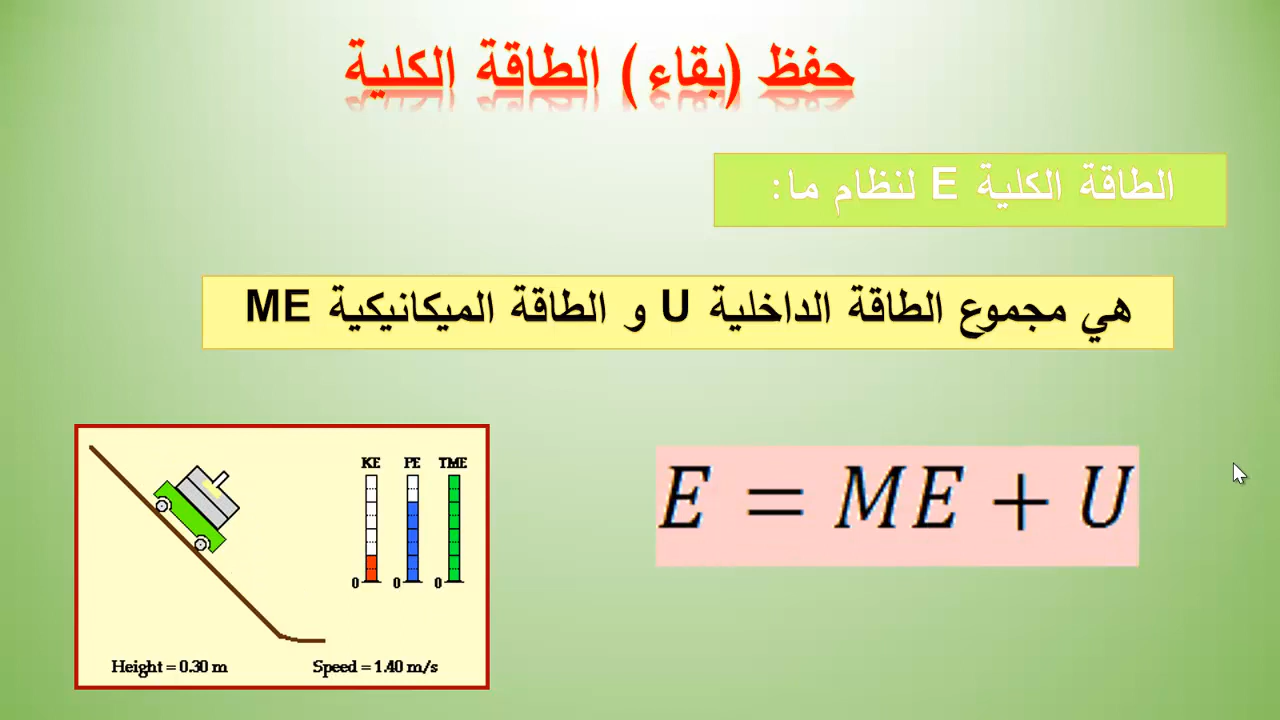 حفظ (بقاء) الطاقة الكلية
الطاقة الكلية E لنظام ما:
هي مجموع الطاقة الداخلية U و الطاقة الميكانيكية ME
E = ME + U
KE PE TME
0 0 0
Height = 0.30 m Speed = 1.40 m/s